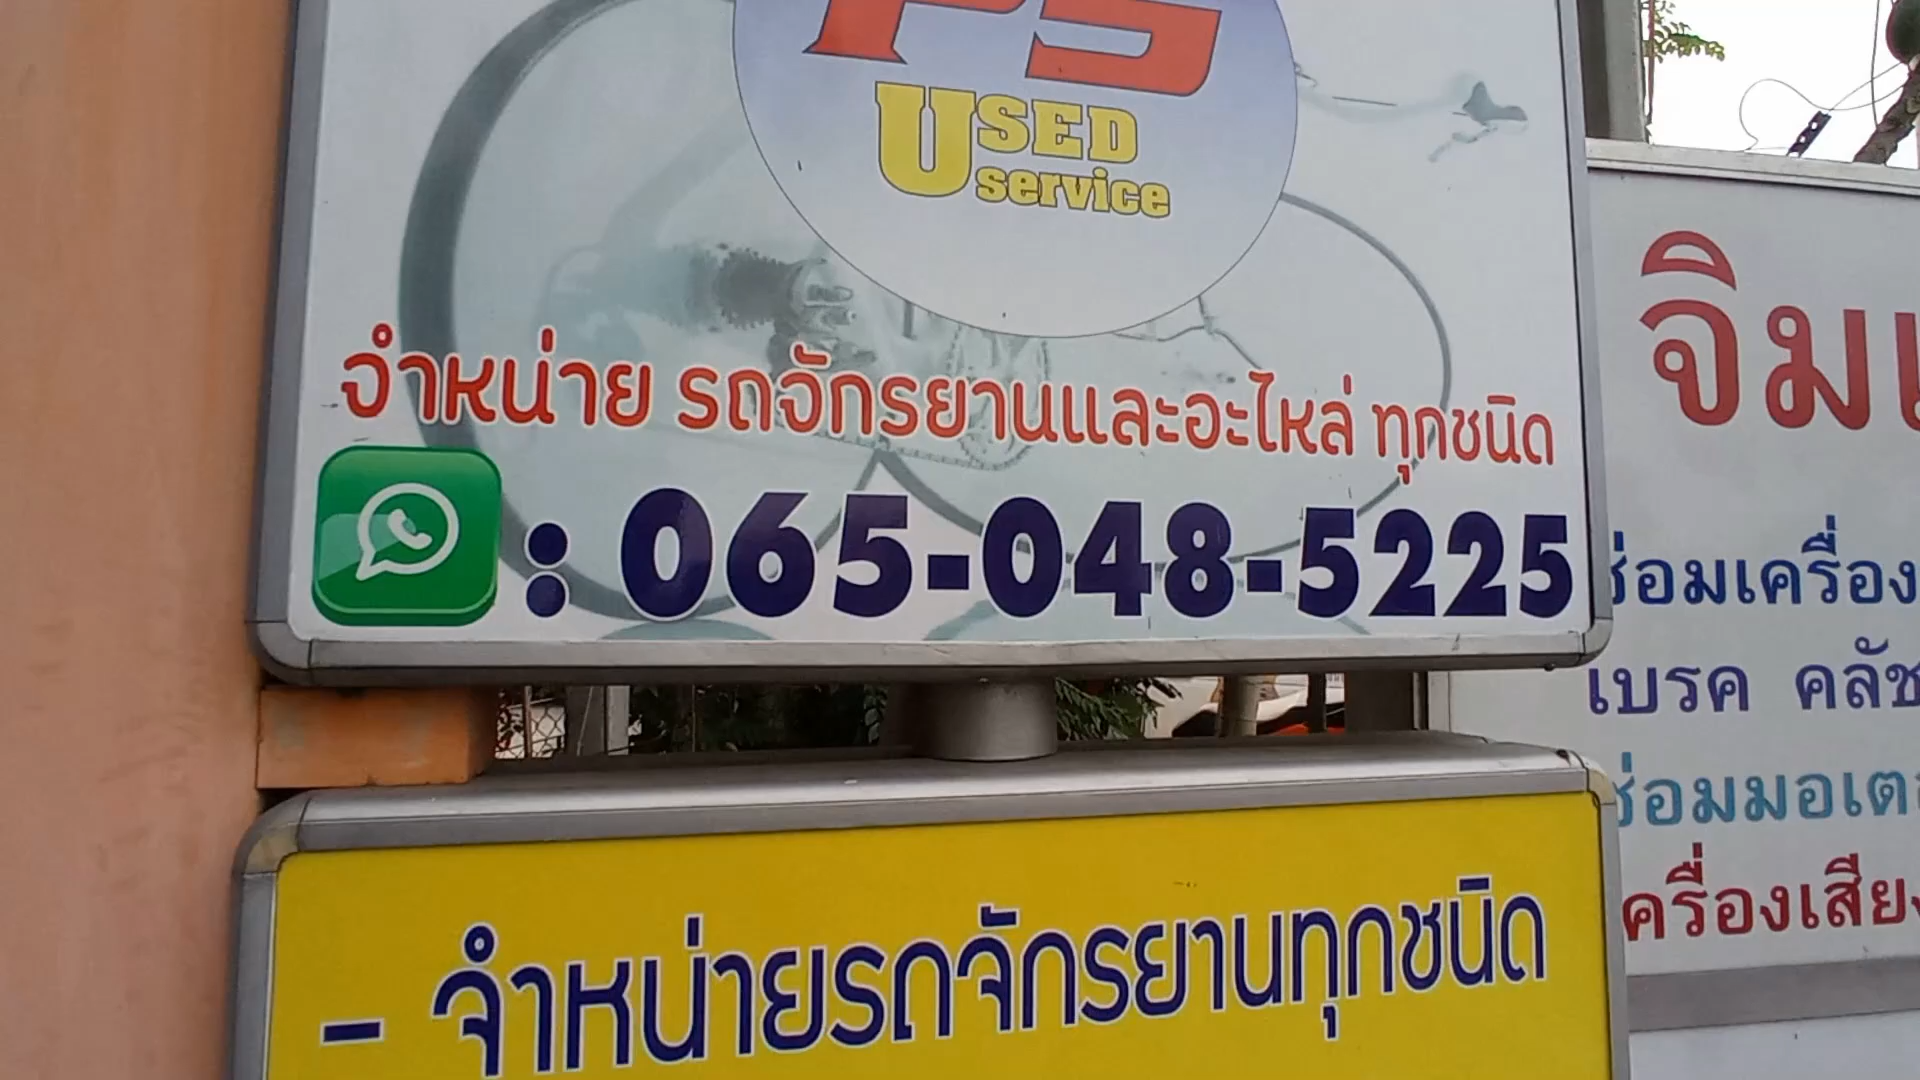 PS
USED
service
จำหน่าย รถจักรยานและอะไหล่ ทุกชนิด
: 065-048-5225
- จำหน่ายรถจักรยานทุกชนิด
จิม
ซ่อมเครื่อง
เบรค คลัช
ซ่อมมอเต
เครื่องเสียง